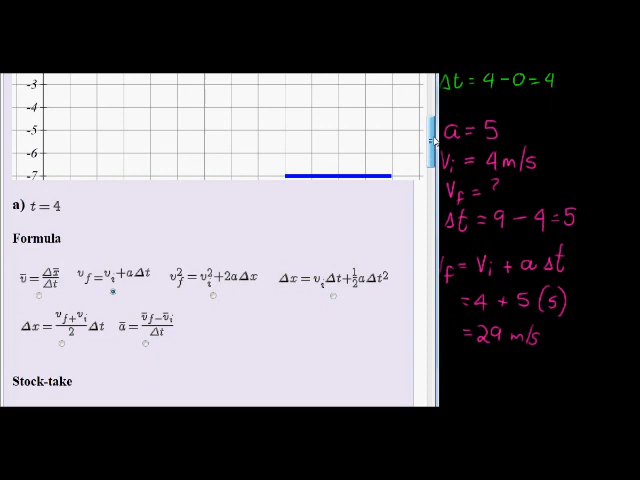 -3
-4
-5
-6
-7
a) t = 4
Formula
v̄ = Δs̄/Δt
v_f = v_i + aΔt
v_f² = v_i² + 2aΔx
Δx = v_iΔt + ½aΔt²
Δx = (v_f + v_i)/2 Δt
ā = (v̄_f − v̄_i)/Δt
Stock-take
Δt = 4 − 0 = 4
a = 5
V_i = 4 m/s
V_f = ?
Δt = 9 − 4 = 5
V_f = V_i + a Δt
= 4 + 5 (5)
= 29 m/s